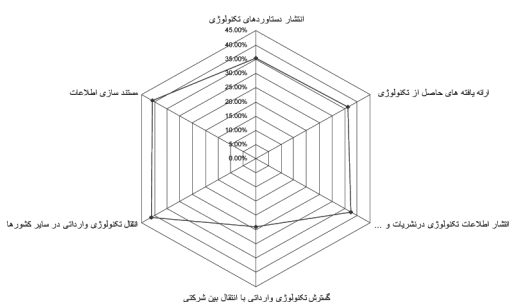 انتشار دستاوردهای تکنولوژی
45.00%
40.00%
35.00%
30.00%
25.00%
20.00%
15.00%
10.00%
5.00%
0.00%
ارائه یافته های حاصل از تکنولوژی
انتشار اطلاعات تکنولوژی درنشریات و ...
گسترش تکنولوژی وارداتی با انتقال بین شرکتی
انتقال تکنولوژی وارداتی در سایر کشورها
مستند سازی اطلاعات